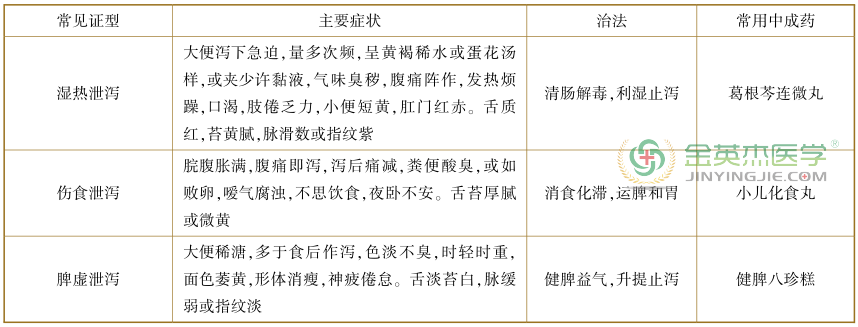 常见证型 主要症状 治法 常用中成药
大便泻下急迫,量多次频,呈黄褐稀水或蛋花汤
样,或夹少许黏液,气味臭秽,腹痛阵作,发热烦
湿热泄泻 清肠解毒,利湿止泻 葛根芩连微丸
躁,口渴,肢倦乏力,小便短黄,肛门红赤。舌质
红,苔黄腻,脉滑数或指纹紫
脘腹胀满,腹痛即泻,泻后痛减,粪便酸臭,或如
伤食泄泻 败卵,嗳气腐浊,不思饮食,夜卧不安。舌苔厚腻 消食化滞,运脾和胃 小儿化食丸
或微黄
大便稀溏,多于食后作泻,色淡不臭,时轻时重,
脾虚泄泻 面色萎黄,形体消瘦,神疲倦怠。舌淡苔白,脉缓 健脾益气,升提止泻 健脾八珍糕
弱或指纹淡
金英杰医学®
JINYINGJIE.COM